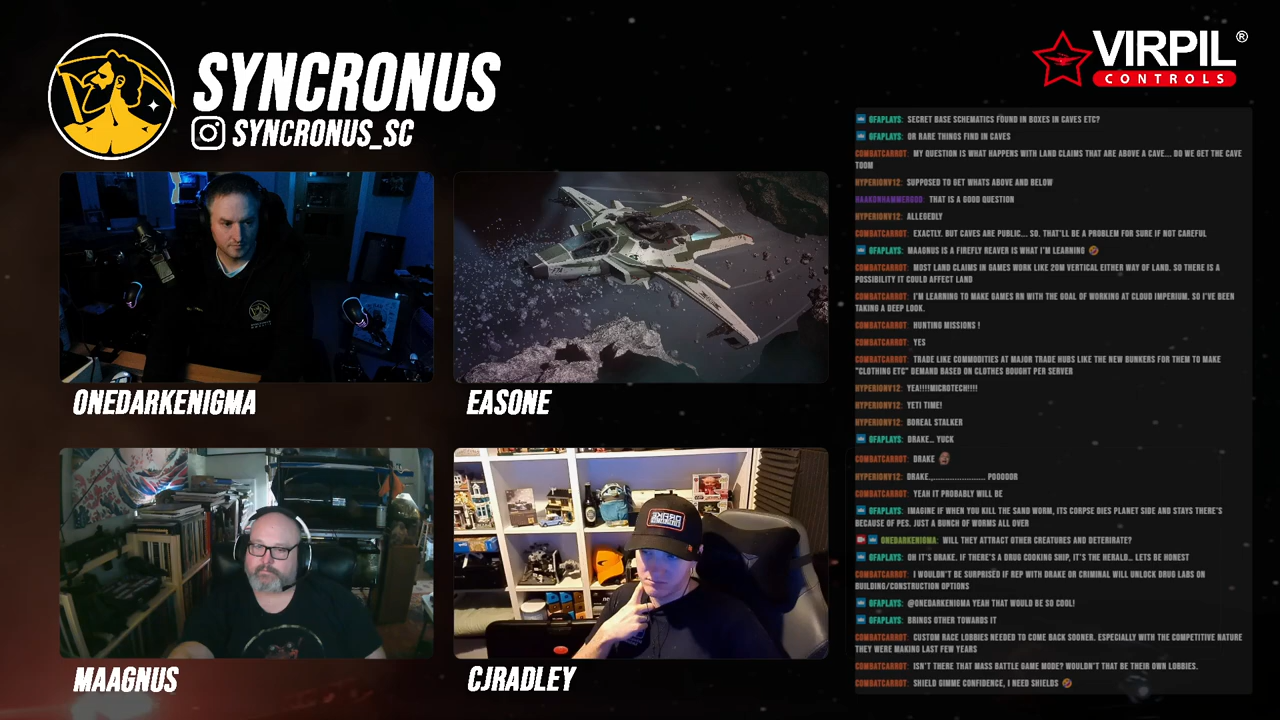 SYNCRONUS
SYNCRONUS_SC
VIRPIL®
CONTROLS
ONEDARKENIGMA
EASONE
MAAGNUS
CJRADLEY
GFAPLAYS: SECRET BASE SCHEMATICS FOUND IN BOXES IN CAVES ETC?
GFAPLAYS: OR RARE THINGS FIND IN CAVES
COMBATCARROT: MY QUESTION IS WHAT HAPPENS WITH LAND CLAIMS THAT ARE ABOVE A CAVE... DO WE GET THE CAVE
TOOM
HYPERIONV12: SUPPOSED TO GET WHATS ABOVE AND BELOW
HAAKONHAMMERGOD: THAT IS A GOOD QUESTION
HYPERIONV12: ALLEGEDLY
COMBATCARROT: EXACTLY. BUT CAVES ARE PUBLIC... SO. THAT'LL BE A PROBLEM FOR SURE IF NOT CAREFUL
GFAPLAYS: MAAGNUS IS A FIREFLY REAVER IS WHAT I'M LEARNING 🤣
COMBATCARROT: MOST LAND CLAIMS IN GAMES WORK LIKE 20M VERTICAL EITHER WAY OF LAND. SO THERE IS A
POSSIBILITY IT COULD AFFECT LAND
COMBATCARROT: I'M LEARNING TO MAKE GAMES RN WITH THE GOAL OF WORKING AT CLOUD IMPERIUM. SO I'VE BEEN
TAKING A DEEP LOOK.
COMBATCARROT: HUNTING MISSIONS !
COMBATCARROT: YES
COMBATCARROT: TRADE LIKE COMMODITIES AT MAJOR TRADE HUBS LIKE THE NEW BUNKERS FOR THEM TO MAKE
"CLOTHING ETC" DEMAND BASED ON CLOTHES BOUGHT PER SERVER
HYPERIONV12: YEA!!!!MICROTECH!!!!
HYPERIONV12: YETI TIME!
HYPERIONV12: BOREAL STALKER
GFAPLAYS: DRAKE... YUCK
COMBATCARROT: DRAKE
HYPERIONV12: DRAKE.,......................... POOOOOR
COMBATCARROT: YEAH IT PROBABLY WILL BE
GFAPLAYS: IMAGINE IF WHEN YOU KILL THE SAND WORM, ITS CORPSE DIES PLANET SIDE AND STAYS THERE'S
BECAUSE OF PES. JUST A BUNCH OF WORMS ALL OVER
ONEDARKENIGMA: WILL THEY ATTRACT OTHER CREATURES AND DETEIRATE?
GFAPLAYS: OH IT'S DRAKE. IF THERE'S A DRUG COOKING SHIP, IT'S THE HERALD... LETS BE HONEST
COMBATCARROT: I WOULDN'T BE SURPRISED IF REP WITH DRAKE OR CRIMINAL WILL UNLOCK DRUG LABS ON
BUILDING/CONSTRUCTION OPTIONS
GFAPLAYS: @ONEDARKENIGMA YEAH THAT WOULD BE SO COOL!
GFAPLAYS: BRINGS OTHER TOWARDS IT
COMBATCARROT: CUSTOM RACE LOBBIES NEEDED TO COME BACK SOONER. ESPECIALLY WITH THE COMPETITIVE NATURE
THEY WERE MAKING LAST FEW YEARS
COMBATCARROT: ISN'T THERE THAT MASS BATTLE GAME MODE? WOULDN'T THAT BE THEIR OWN LOBBIES.
COMBATCARROT: SHIELD GIMME CONFIDENCE, I NEED SHIELDS 🤣